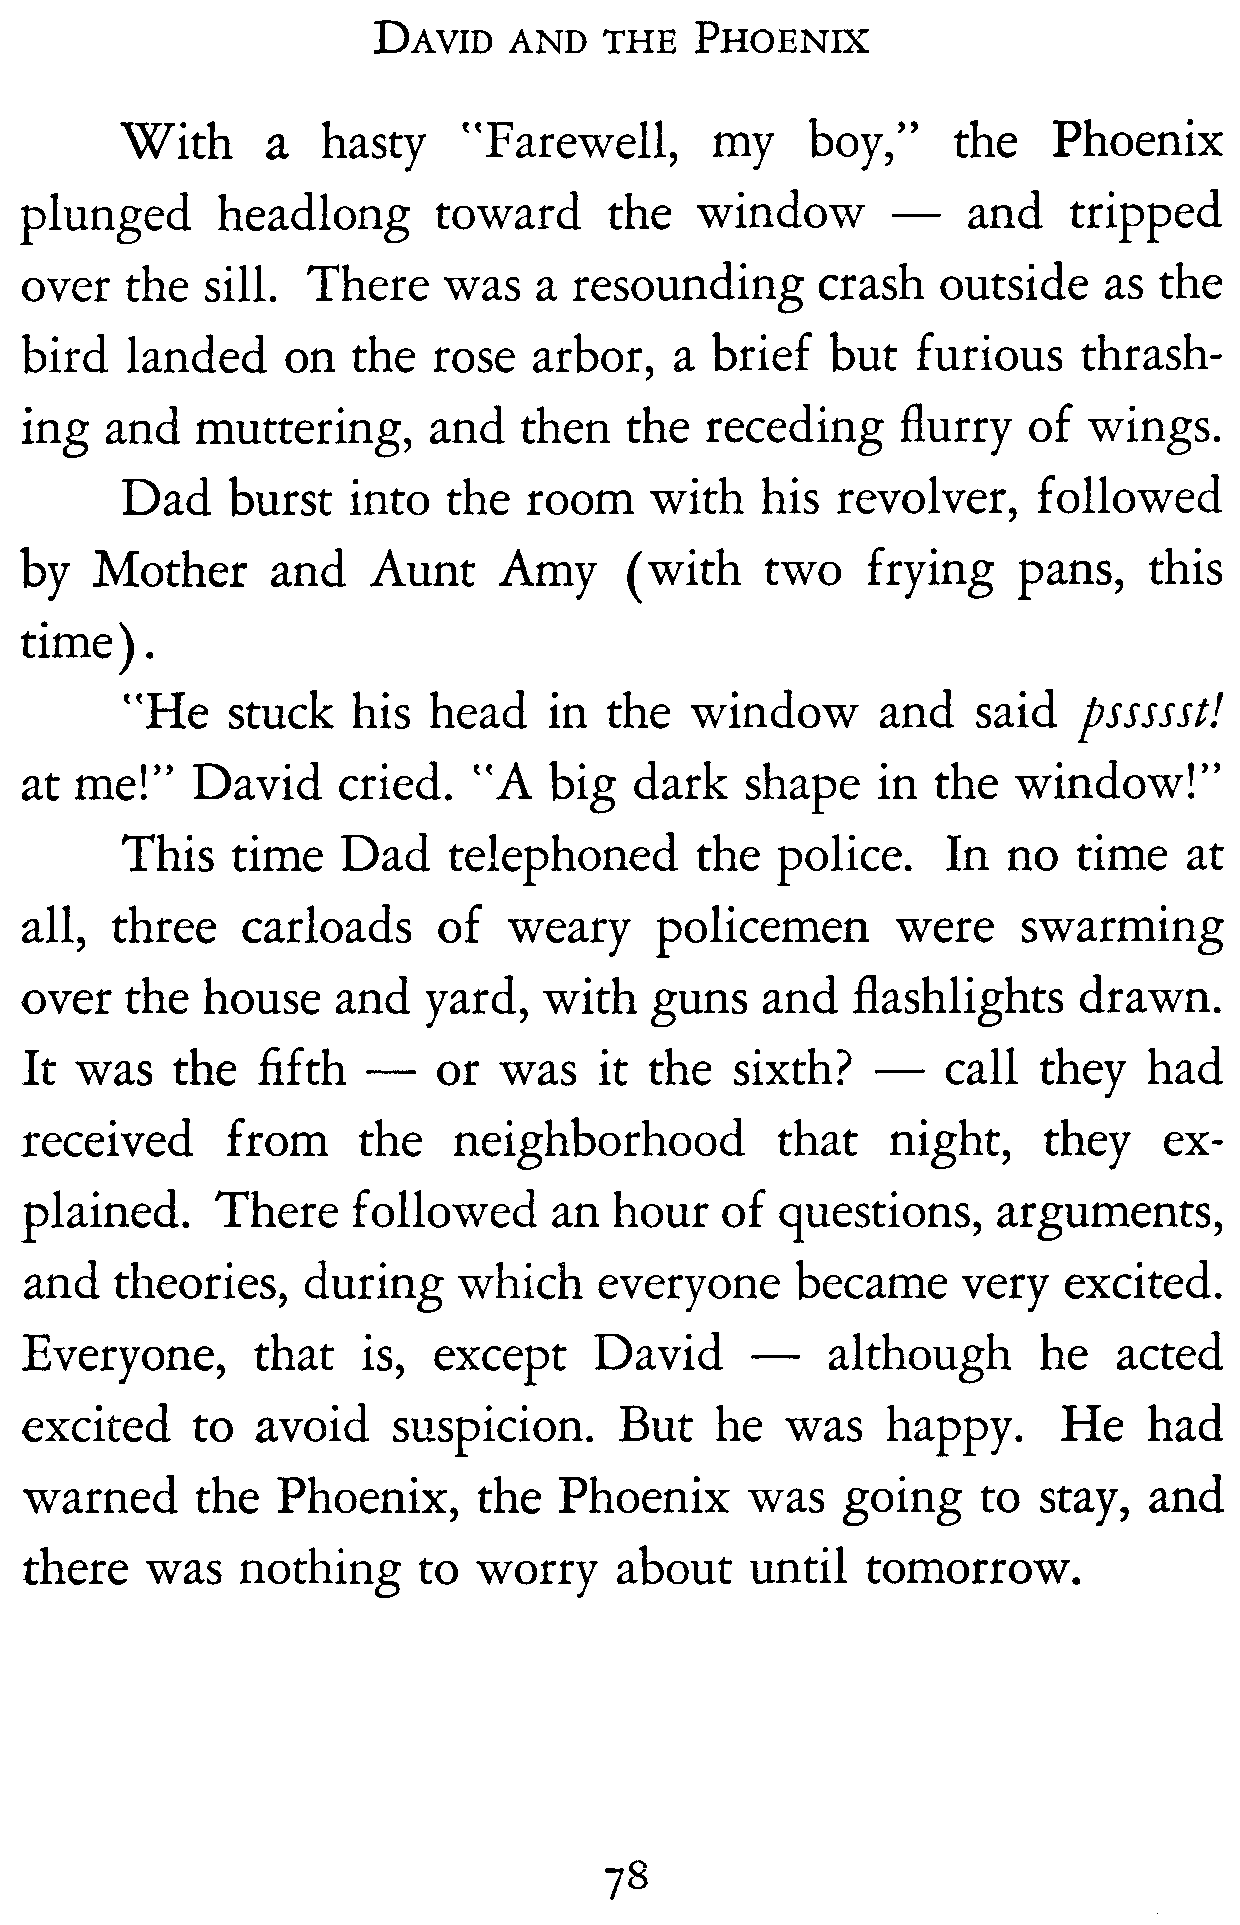 DAVID AND THE PHOENIX
With a hasty "Farewell, my boy," the Phoenix
plunged headlong toward the window — and tripped
over the sill. There was a resounding crash outside as the
bird landed on the rose arbor, a brief but furious thrash-
ing and muttering, and then the receding flurry of wings.
Dad burst into the room with his revolver, followed
by Mother and Aunt Amy (with two frying pans, this
time).
"He stuck his head in the window and said pssssst!
at me!" David cried. "A big dark shape in the window!"
This time Dad telephoned the police. In no time at
all, three carloads of weary policemen were swarming
over the house and yard, with guns and flashlights drawn.
It was the fifth — or was it the sixth? — call they had
received from the neighborhood that night, they ex-
plained. There followed an hour of questions, arguments,
and theories, during which everyone became very excited.
Everyone, that is, except David — although he acted
excited to avoid suspicion. But he was happy. He had
warned the Phoenix, the Phoenix was going to stay, and
there was nothing to worry about until tomorrow.
78